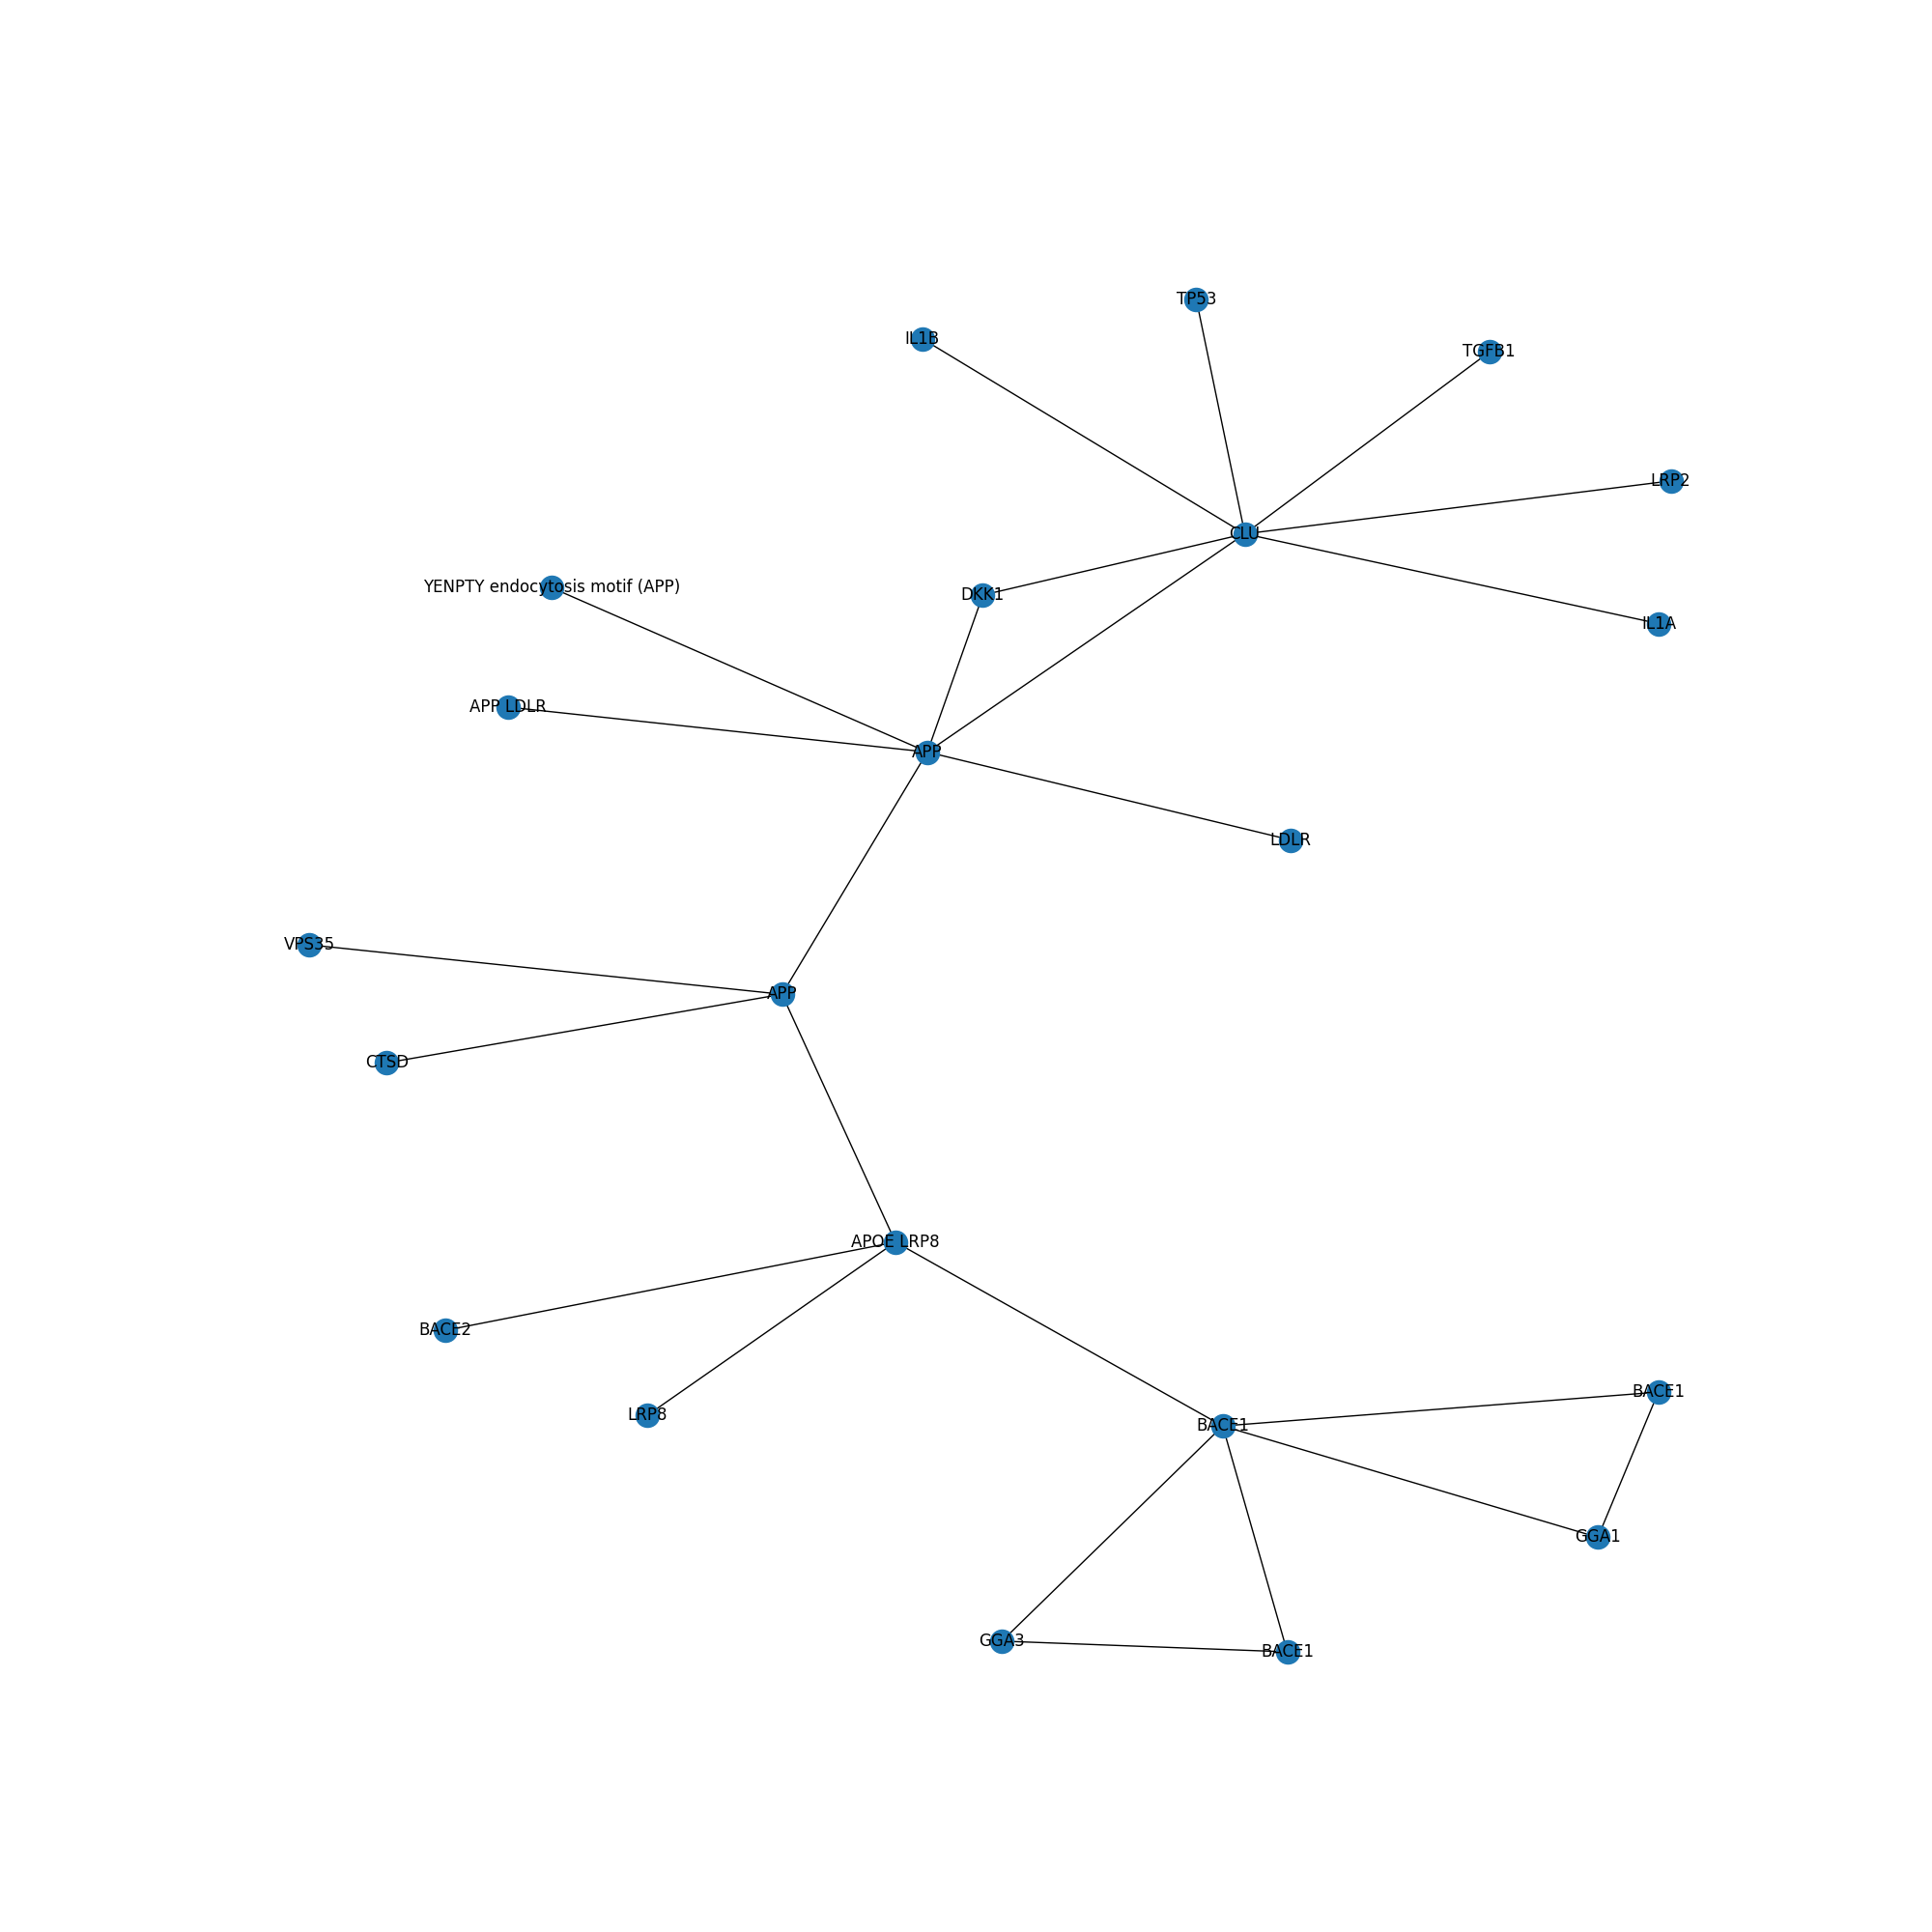 TP53
IL1B
TGFB1
LRP2
CLU
YENPTY endocytosis motif (APP)
DKK1
IL1A
APP LDLR
APP
LDLR
VPS35
APP
CTSD
APOE LRP8
BACE2
BACE1
LRP8
BACE1
GGA1
GGA3
BACE1